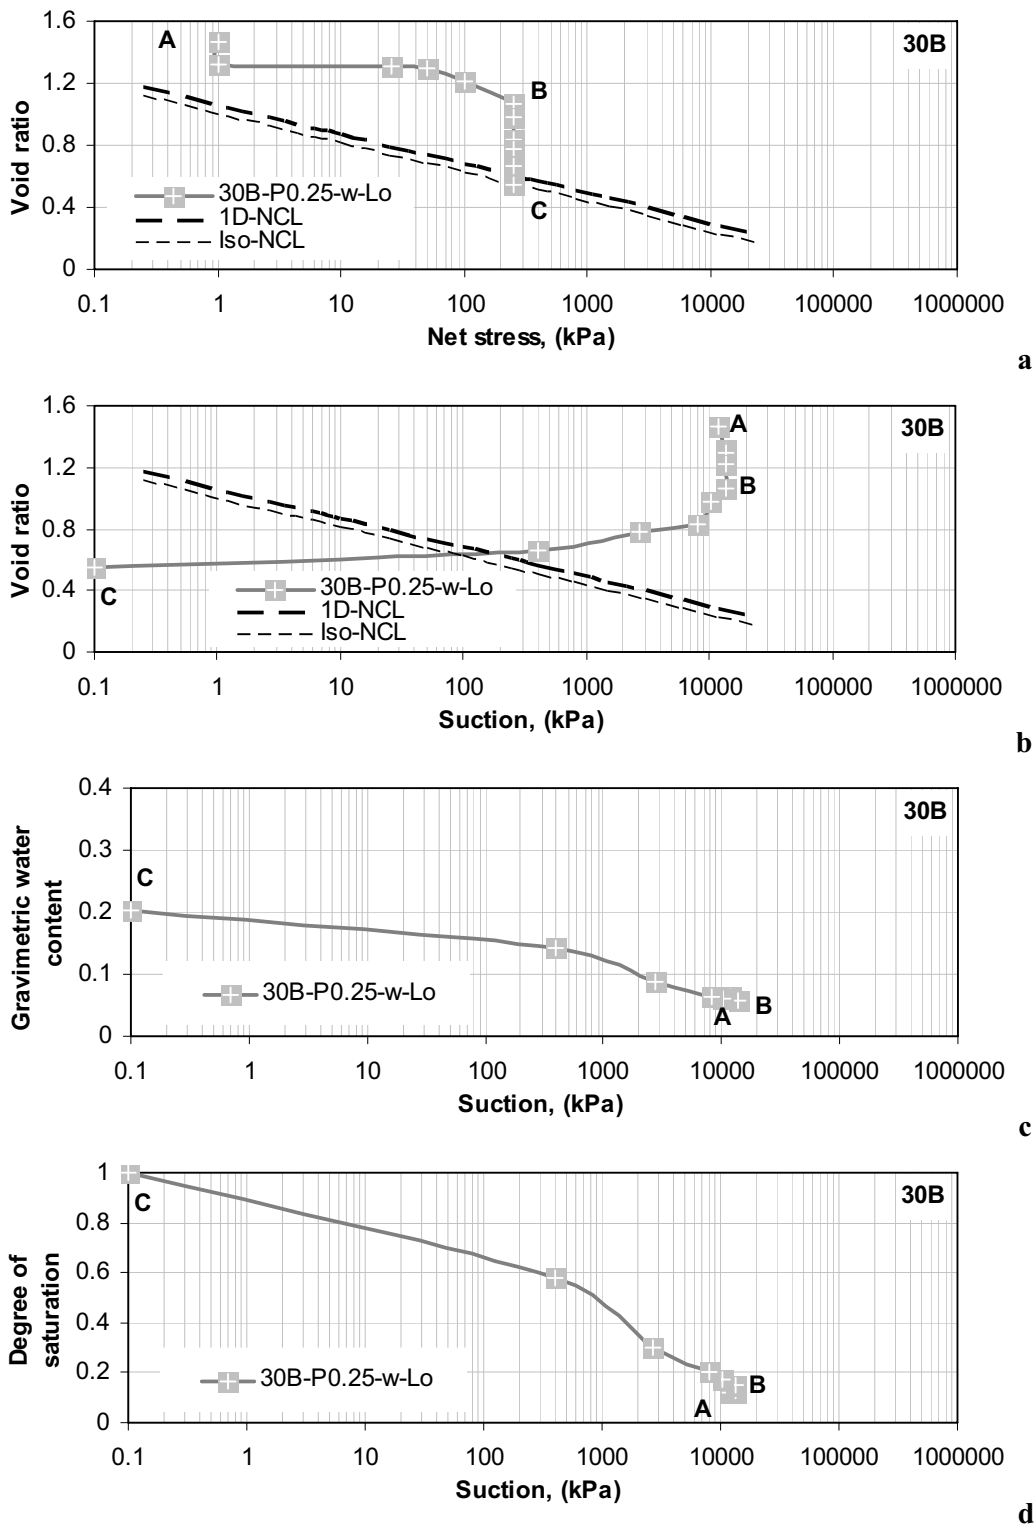 1.6
A
30B
1.2
B
0.8
Void ratio
30B-P0.25-w-Lo
0.4
1D-NCL
C
Iso-NCL
0
0.1 1 10 100 1000 10000 100000 1000000
Net stress, (kPa)
a
1.6
A
30B
1.2
B
0.8
Void ratio
30B-P0.25-w-Lo
0.4
C
1D-NCL
Iso-NCL
0
0.1 1 10 100 1000 10000 100000 1000000
Suction, (kPa)
b
0.4
30B
0.3
C
Gravimetric water
content
0.2
0.1
30B-P0.25-w-Lo
B
A
0
0.1 1 10 100 1000 10000 100000 1000000
Suction, (kPa)
c
1
30B
C
0.8
0.6
Degree of
saturation
0.4
0.2
30B-P0.25-w-Lo
B
A
0
0.1 1 10 100 1000 10000 100000 1000000
Suction, (kPa)
d